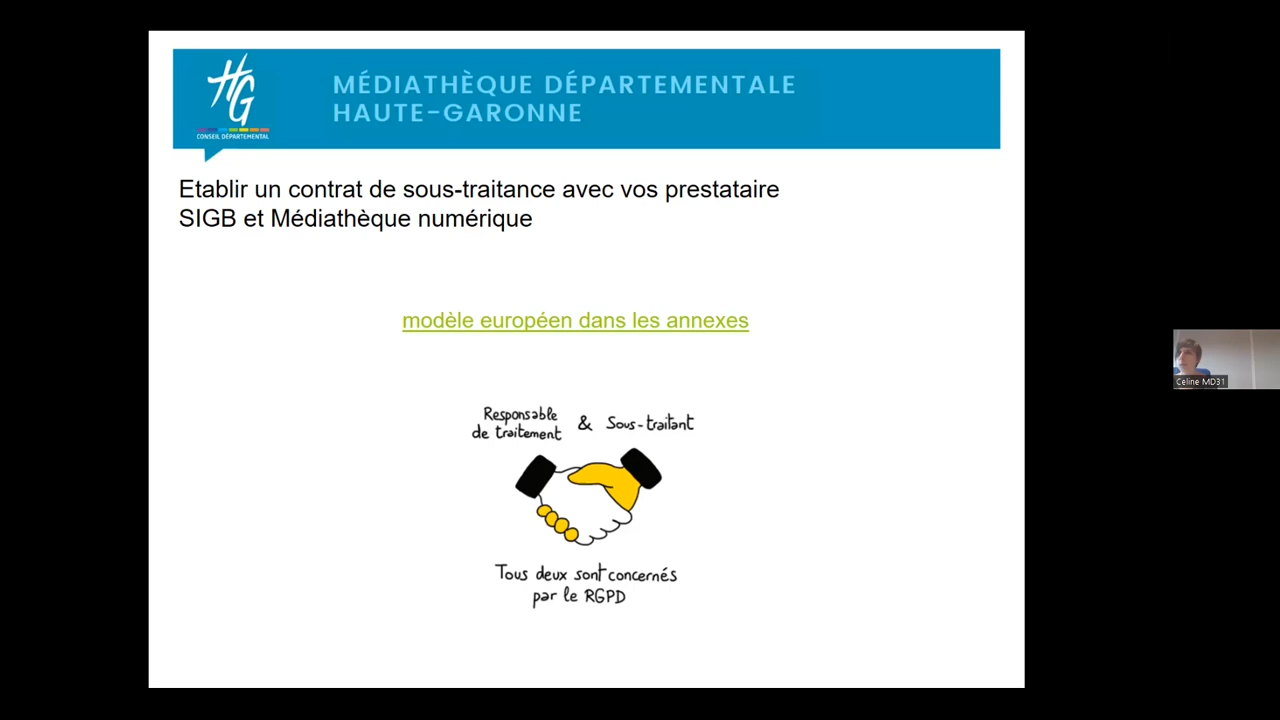 HG
CONSEIL DÉPARTEMENTAL
MÉDIATHÈQUE DÉPARTEMENTALE
HAUTE-GARONNE
Etablir un contrat de sous-traitance avec vos prestataire
SIGB et Médiathèque numérique
modèle européen dans les annexes
Responsable
de traitement
& Sous-traitant
Tous deux sont concernés
par le RGPD
Celine MD31